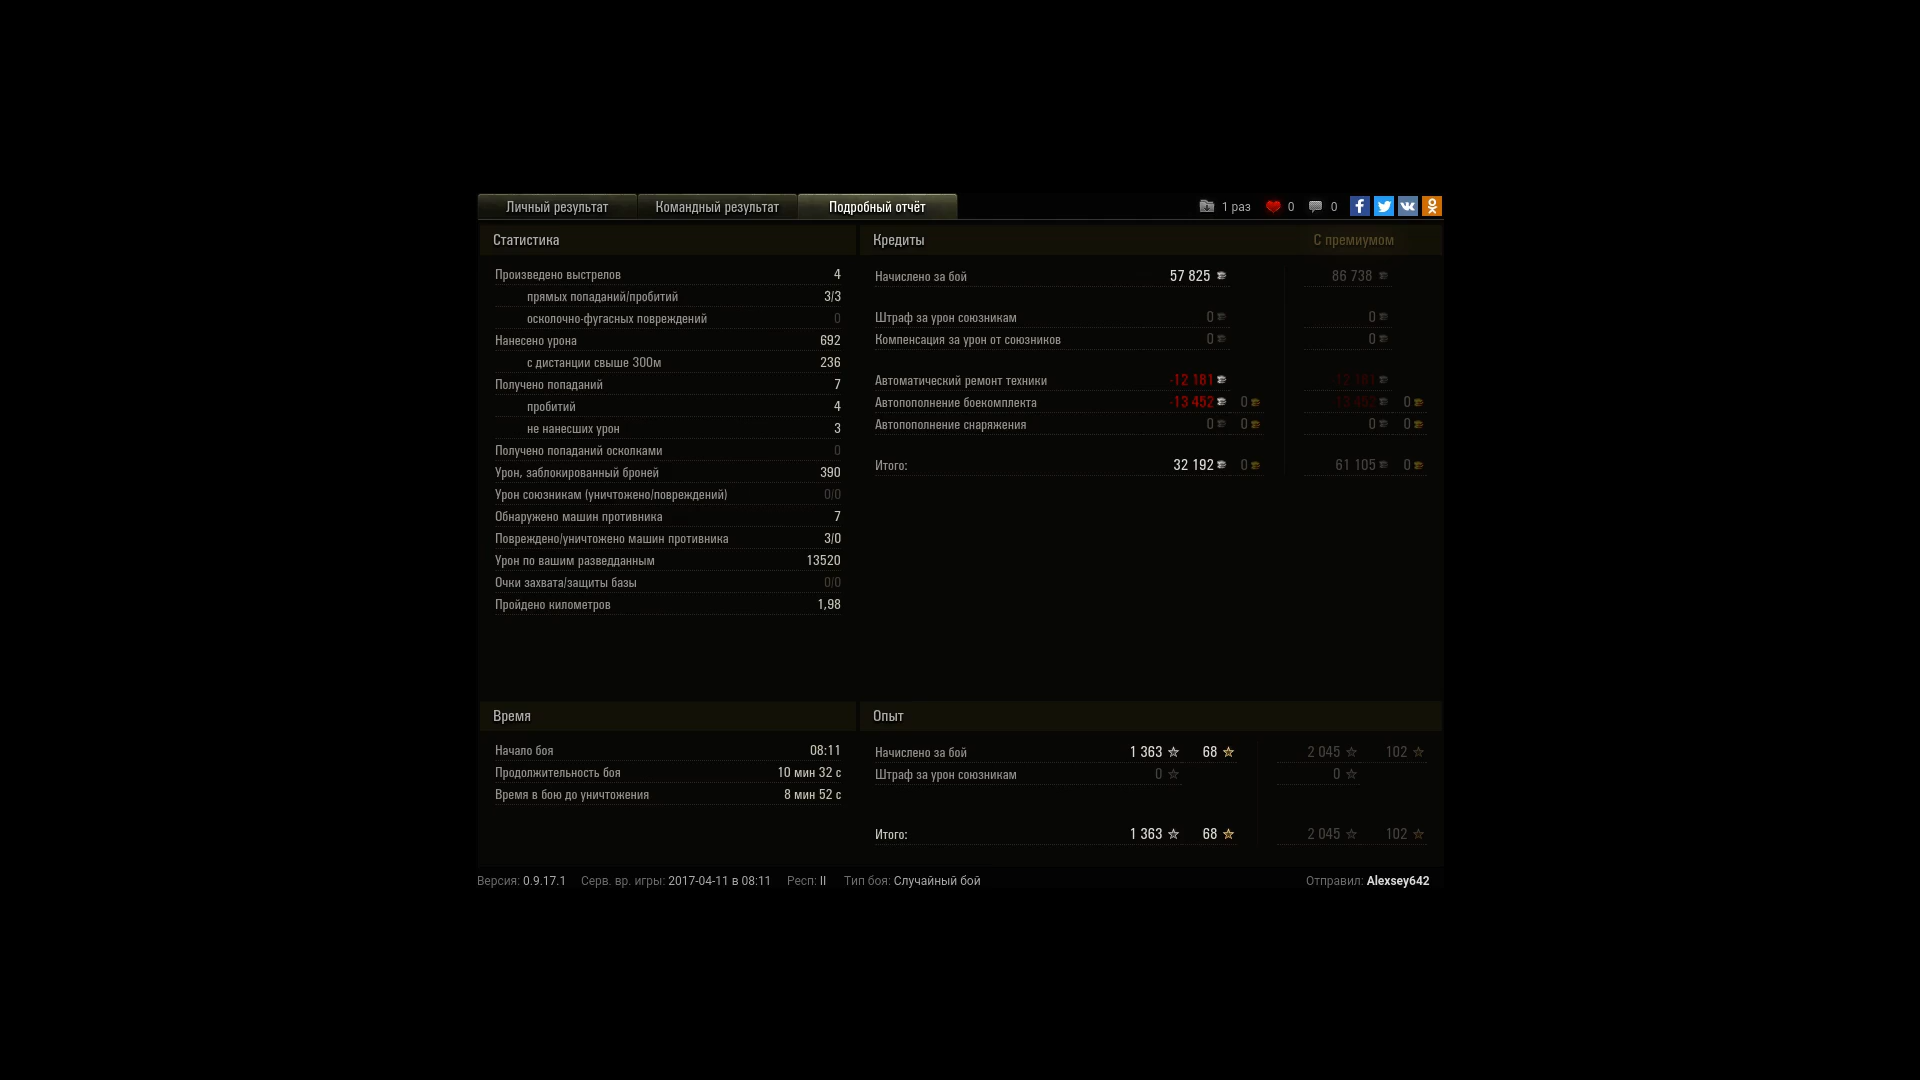 Личный результат Командный результат Подробный отчёт 1 раз 0 0
Статистика
Произведено выстрелов 4
прямых попаданий/пробитий 3/3
осколочно-фугасных повреждений 0
Нанесено урона 692
с дистанции свыше 300м 236
Получено попаданий 7
пробитий 4
не нанесших урон 3
Получено попаданий осколками 0
Урон, заблокированный броней 390
Урон союзникам (уничтожено/повреждений) 0/0
Обнаружено машин противника 7
Повреждено/уничтожено машин противника 3/0
Урон по вашим разведданным 13520
Очки захвата/защиты базы 0/0
Пройдено километров 1,98
Кредиты С премиумом
Начислено за бой 57 825 86 738
Штраф за урон союзникам 0 0
Компенсация за урон от союзников 0 0
Автоматический ремонт техники -12 181 -12 181
Автопополнение боекомплекта -13 452 0 -13 452 0
Автопополнение снаряжения 0 0 0 0
Итого: 32 192 0 61 105 0
Время
Начало боя 08:11
Продолжительность боя 10 мин 32 с
Время в бою до уничтожения 8 мин 52 с
Опыт
Начислено за бой 1 363 68 2 045 102
Штраф за урон союзникам 0 0
Итого: 1 363 68 2 045 102
Версия: 0.9.17.1 Серв. вр. игры: 2017-04-11 в 08:11 Респ: II Тип боя: Случайный бой Отправил: Alexsey642